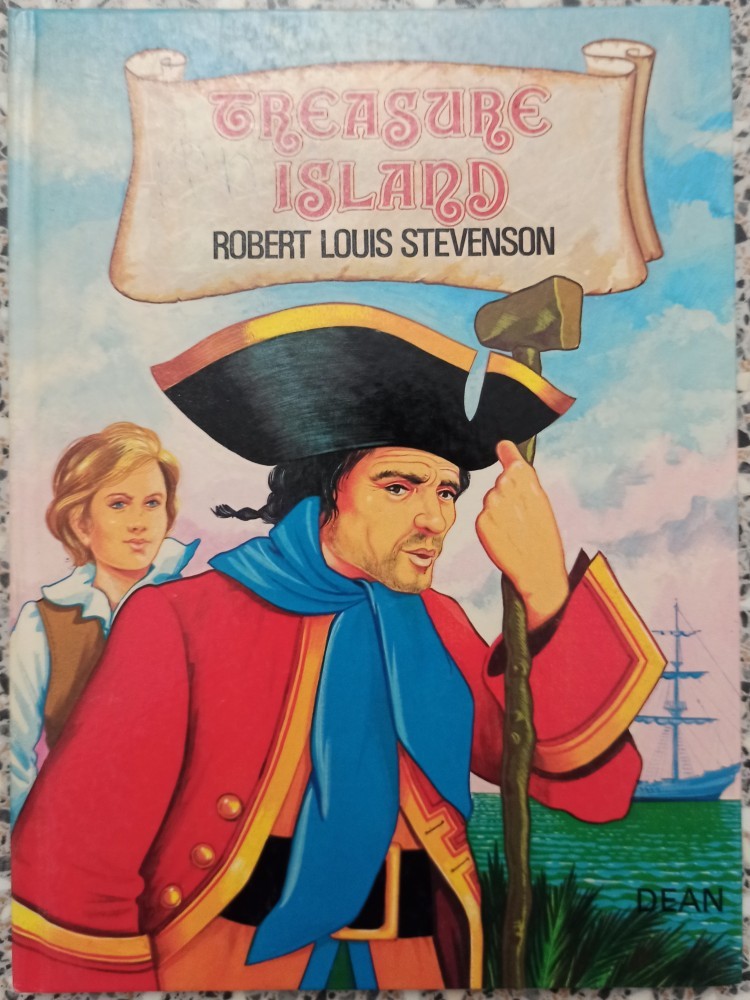 TREASURE
ISLAND
ROBERT LOUIS STEVENSON
DEAN